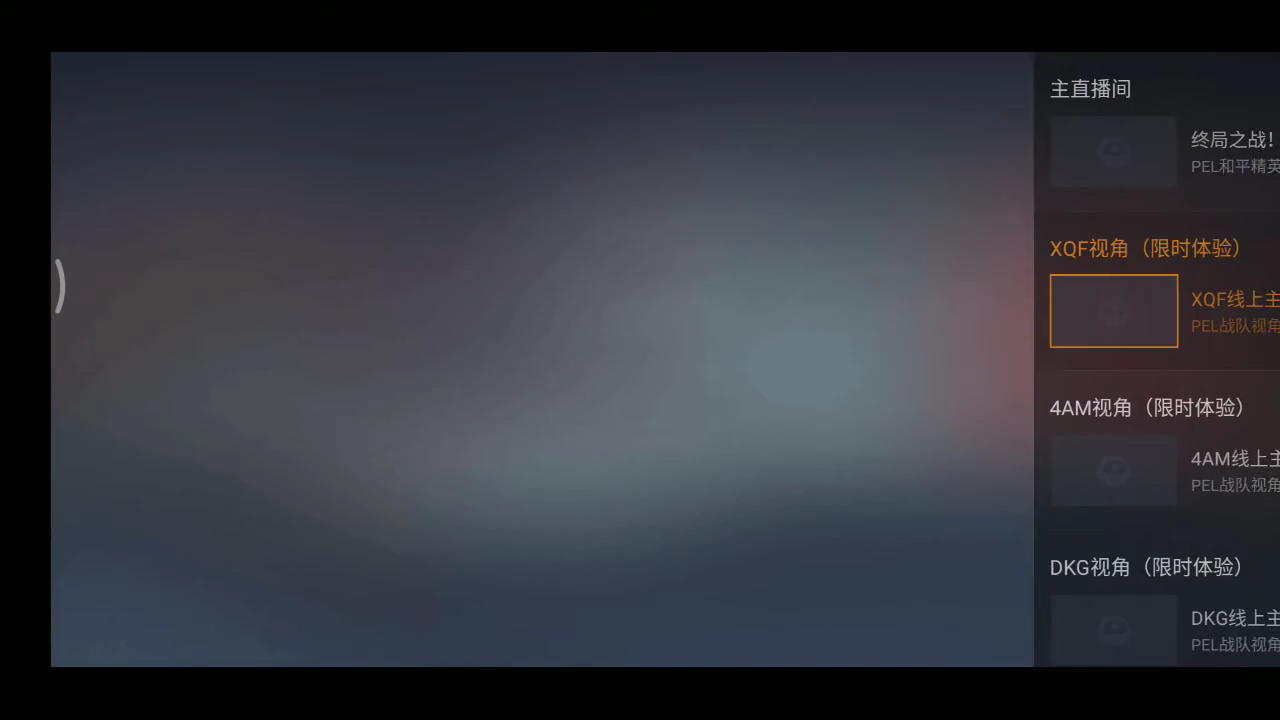 主直播间
终局之战！
PEL和平精英
XQF视角（限时体验）
XQF线上主
PEL战队视角
4AM视角（限时体验）
4AM线上主
PEL战队视角
DKG视角（限时体验）
DKG线上主
PEL战队视角